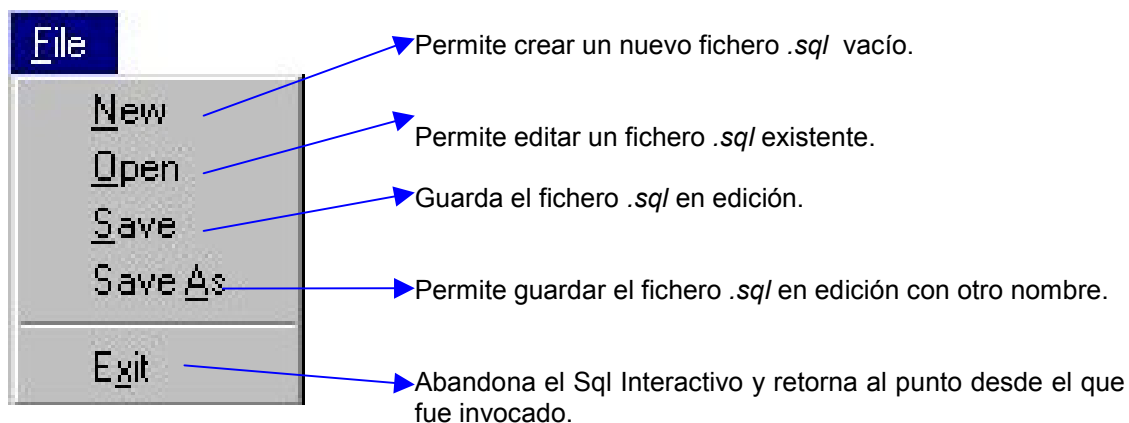 File
Permite crear un nuevo fichero .sql vacío.
New
Permite editar un fichero .sql existente.
Open
Guarda el fichero .sql en edición.
Save
Save As
Permite guardar el fichero .sql en edición con otro nombre.
Exit
Abandona el Sql Interactivo y retorna al punto desde el que
fue invocado.